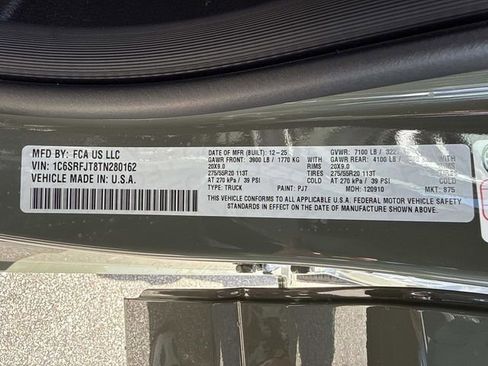 MFD BY: FCA US LLC
VIN: 1C6SRFJT8TN280162
VEHICLE MADE IN: U.S.A.
DATE OF MFR (BUILT): 12-25
GAWR FRONT: 3900 LB / 1770 KG
20X9.0
275/55R20 113T
AT 270 kPa / 39 PSI
TYPE: TRUCK PAINT: PJ7
GVWR: 7100 LB /
GAWR REAR: 4100 LB /
20X9.0
275/55R20 113T
AT 270 kPa / 39 PSI
MDH: 120910 MKT: 875
THIS VEHICLE CONFORMS TO ALL APPLICABLE U.S.A. FEDERAL MOTOR VEHICLE SAFETY
STANDARDS IN EFFECT ON THE DATE OF MANUFACTURE SHOWN ABOVE.